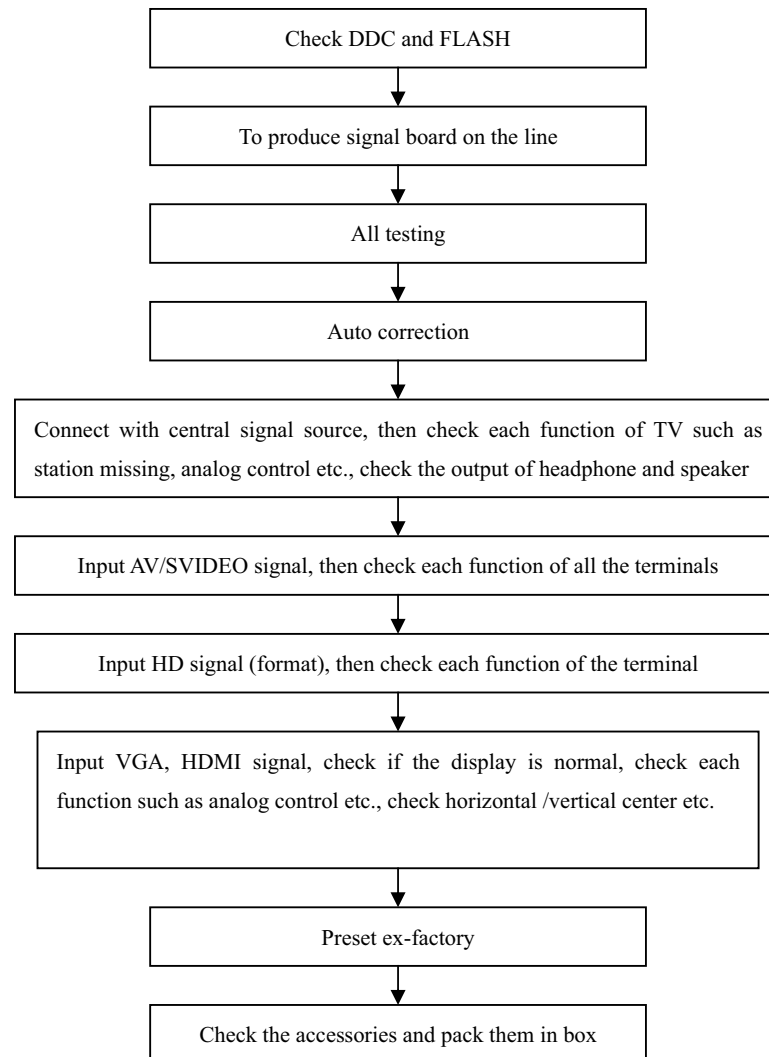 Check DDC and FLASH
To produce signal board on the line
All testing
Auto correction
Connect with central signal source, then check each function of TV such as
station missing, analog control etc., check the output of headphone and speaker
Input AV/SVIDEO signal, then check each function of all the terminals
Input HD signal (format), then check each function of the terminal
Input VGA, HDMI signal, check if the display is normal, check each
function such as analog control etc., check horizontal /vertical center etc.
Preset ex-factory
Check the accessories and pack them in box